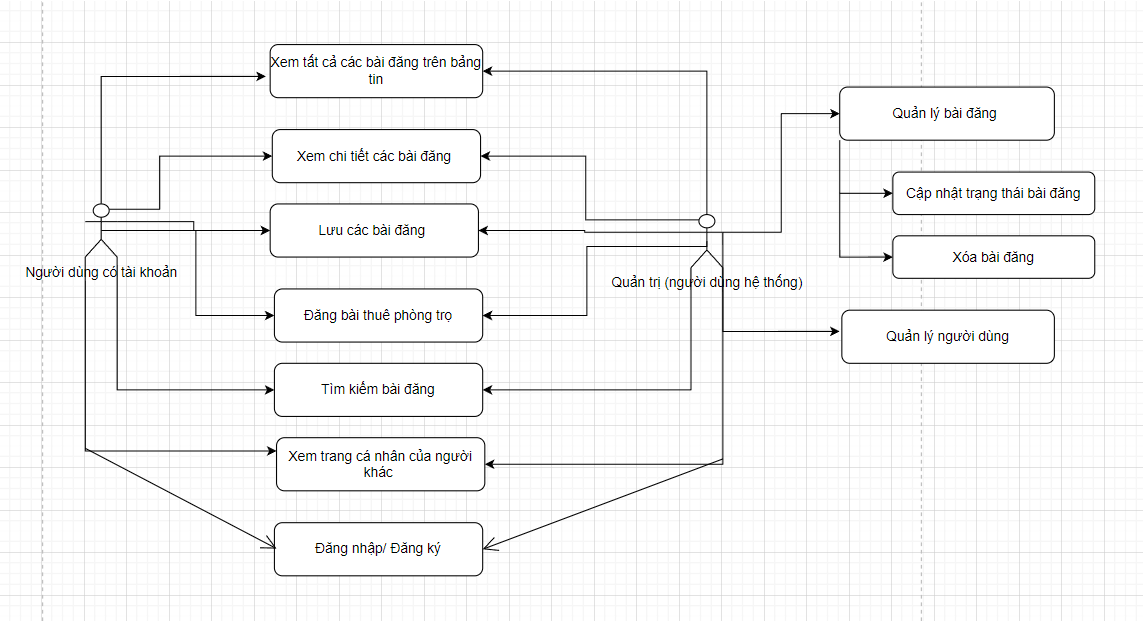 Xem tất cả các bài đăng trên bảng
tin
Xem chi tiết các bài đăng
Lưu các bài đăng
Người dùng có tài khoản
Đăng bài thuê phòng trọ
Tìm kiếm bài đăng
Xem trang cá nhân của người
khác
Đăng nhập/ Đăng ký
Quản trị (người dùng hệ thống)
Quản lý bài đăng
Cập nhật trạng thái bài đăng
Xóa bài đăng
Quản lý người dùng